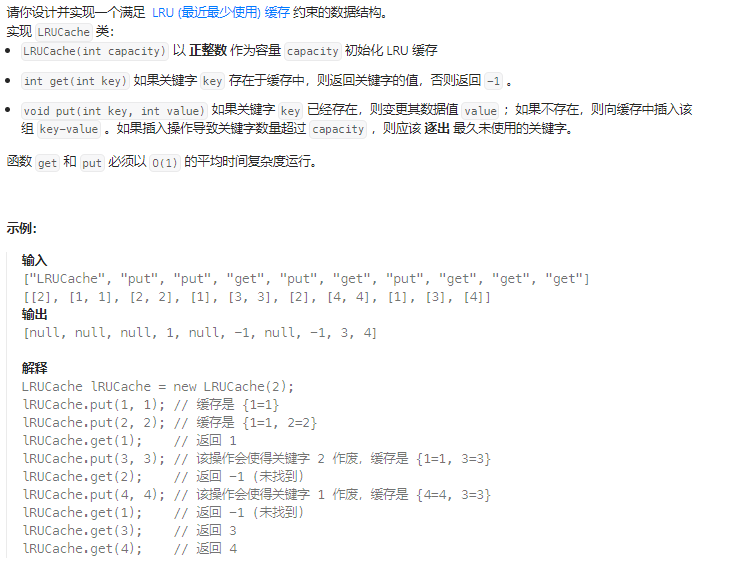 请你设计并实现一个满足 LRU (最近最少使用) 缓存 约束的数据结构。
实现 LRUCache 类：
• LRUCache(int capacity) 以 正整数 作为容量 capacity 初始化 LRU 缓存
• int get(int key) 如果关键字 key 存在于缓存中，则返回关键字的值，否则返回 -1 。
• void put(int key, int value) 如果关键字 key 已经存在，则变更其数据值 value ；如果不存在，则向缓存中插入该
组 key-value 。如果插入操作导致关键字数量超过 capacity ，则应该 逐出 最久未使用的关键字。
函数 get 和 put 必须以 O(1) 的平均时间复杂度运行。
示例：
输入
["LRUCache", "put", "put", "get", "put", "get", "put", "get", "get", "get"]
[[2], [1, 1], [2, 2], [1], [3, 3], [2], [4, 4], [1], [3], [4]]
输出
[null, null, null, 1, null, -1, null, -1, 3, 4]
解释
LRUCache lRUCache = new LRUCache(2);
lRUCache.put(1, 1); // 缓存是 {1=1}
lRUCache.put(2, 2); // 缓存是 {1=1, 2=2}
lRUCache.get(1);    // 返回 1
lRUCache.put(3, 3); // 该操作会使得关键字 2 作废，缓存是 {1=1, 3=3}
lRUCache.get(2);    // 返回 -1 (未找到)
lRUCache.put(4, 4); // 该操作会使得关键字 1 作废，缓存是 {4=4, 3=3}
lRUCache.get(1);    // 返回 -1 (未找到)
lRUCache.get(3);    // 返回 3
lRUCache.get(4);    // 返回 4